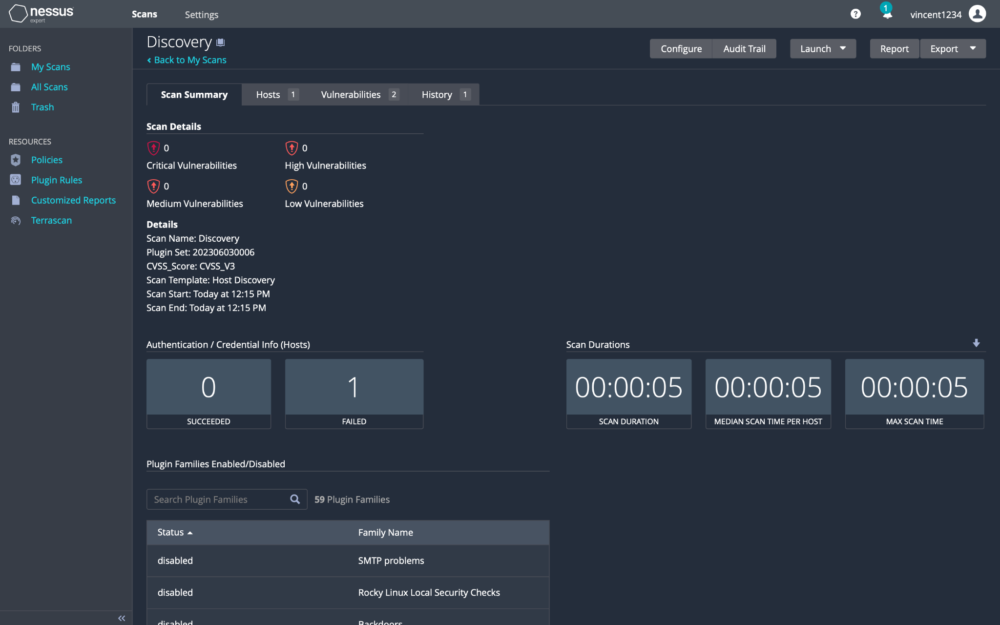 nessus
expert
Scans
Settings
?
1
vincent1234
FOLDERS
My Scans
All Scans
Trash
RESOURCES
Policies
Plugin Rules
Customized Reports
Terrascan
Discovery
Back to My Scans
Configure
Audit Trail
Launch
Report
Export
Scan Summary
Hosts 1
Vulnerabilities 2
History 1
Scan Details
0
Critical Vulnerabilities
0
High Vulnerabilities
0
Medium Vulnerabilities
0
Low Vulnerabilities
Details
Scan Name: Discovery
Plugin Set: 202306030006
CVSS_Score: CVSS_V3
Scan Template: Host Discovery
Scan Start: Today at 12:15 PM
Scan End: Today at 12:15 PM
Authentication / Credential Info (Hosts)
0
SUCCEEDED
1
FAILED
Scan Durations
00:00:05
SCAN DURATION
00:00:05
MEDIAN SCAN TIME PER HOST
00:00:05
MAX SCAN TIME
Plugin Families Enabled/Disabled
Search Plugin Families
59 Plugin Families
Status
Family Name
disabled
SMTP problems
disabled
Rocky Linux Local Security Checks
disabled
Backdoors